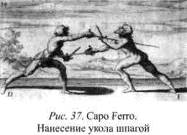 Рис. 37. Capo Ferro.
Нанесение укола шпагой